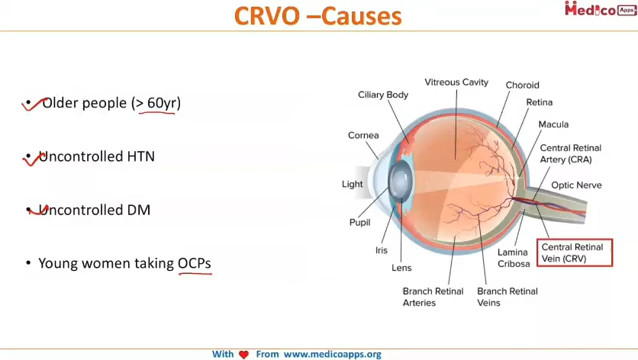 CRVO –Causes
MedicoApps
• Older people (> 60yr)
• Uncontrolled HTN
• Uncontrolled DM
• Young women taking OCPs
Vitreous Cavity
Choroid
Ciliary Body
Retina
Macula
Cornea
Central Retinal
Artery (CRA)
Light
Optic Nerve
Pupil
Iris
Lens
Lamina
Cribosa
Central Retinal
Vein (CRV)
Branch Retinal
Arteries
Branch Retinal
Veins
With From www.medicoapps.org